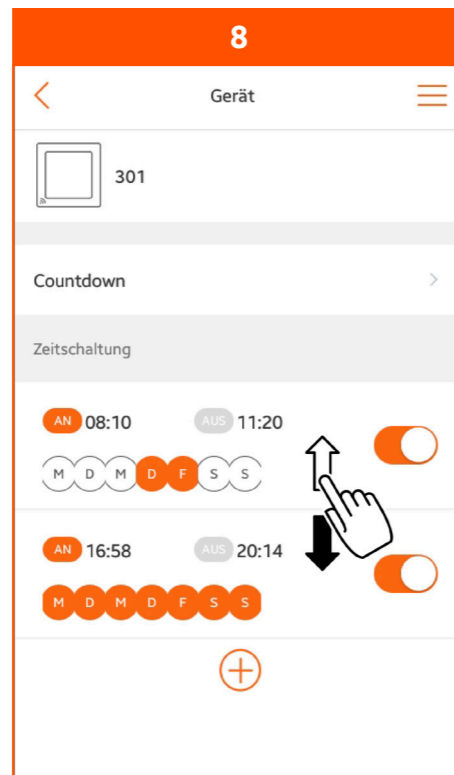 8
Gerät
301
Countdown
Zeitschaltung
AN 08:10 AUS 11:20
M D M D F S S
AN 16:58 AUS 20:14
M D M D F S S